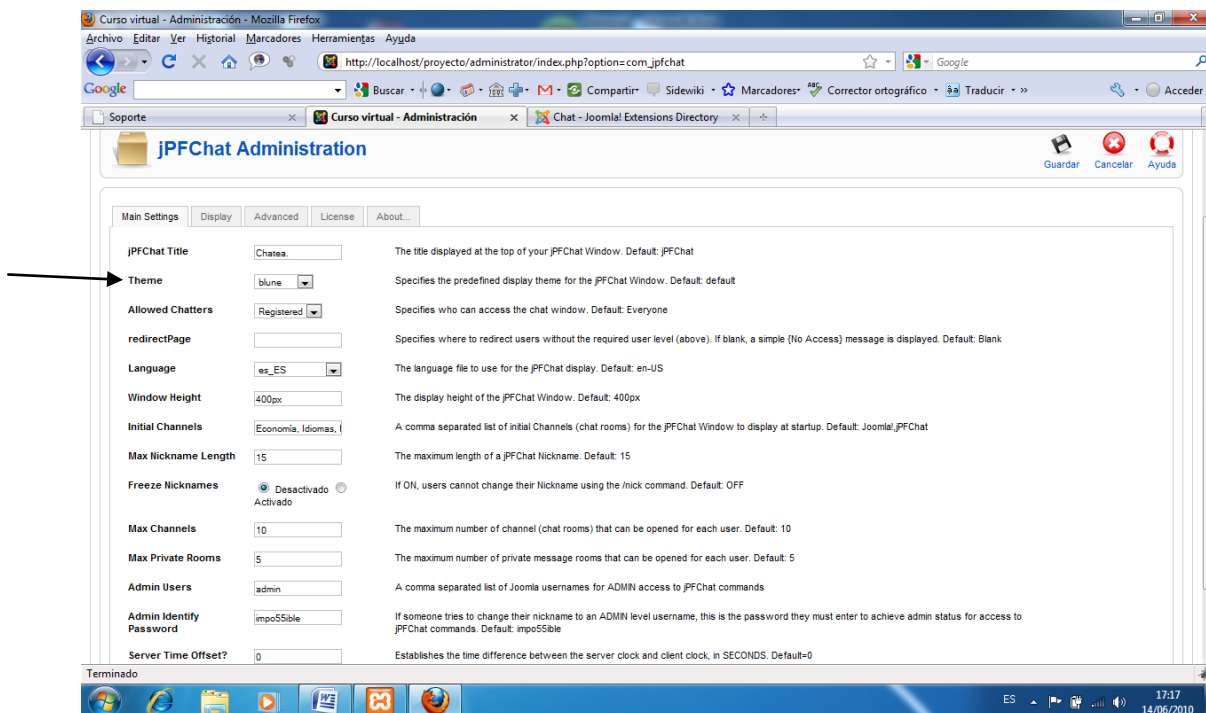 Curso virtual - Administración - Mozilla Firefox
Archivo Editar Ver Historial Marcadores Herramientas Ayuda
http://localhost/proyecto/administrator/index.php?option=com_jpfchat
Google
Google
Buscar
Compartir
Sidewiki
Marcadores
Corrector ortográfico
Traducir
»
Acceder
Soporte
Curso virtual - Administración
Chat - Joomla! Extensions Directory
jPFChat Administration
Guardar
Cancelar
Ayuda
Main Settings
Display
Advanced
License
About...
jPFChat Title
Chatea.
The title displayed at the top of your jPFChat Window. Default: jPFChat
Theme
blune
Specifies the predefined display theme for the jPFChat Window. Default: default
Allowed Chatters
Registered
Specifies who can access the chat window. Default: Everyone
redirectPage
Specifies where to redirect users without the required user level (above). If blank, a simple {No Access} message is displayed. Default: Blank
Language
es_ES
The language file to use for the jPFChat display. Default: en-US
Window Height
400px
The display height of the jPFChat Window. Default: 400px
Initial Channels
Economía, Idiomas,
A comma separated list of initial Channels (chat rooms) for the jPFChat Window to display at startup. Default: Joomla!,jPFChat
Max Nickname Length
15
The maximum length of a jPFChat Nickname. Default: 15
Freeze Nicknames
Desactivado
Activado
If ON, users cannot change their Nickname using the /nick command. Default: OFF
Max Channels
10
The maximum number of channel (chat rooms) that can be opened for each user. Default: 10
Max Private Rooms
5
The maximum number of private message rooms that can be opened for each user. Default: 5
Admin Users
admin
A comma separated list of Joomla usernames for ADMIN access to jPFChat commands
Admin Identify
Password
impo55ible
If someone tries to change their nickname to an ADMIN level username, this is the password they must enter to achieve admin status for access to
jPFChat commands. Default: impo55ible
Server Time Offset?
0
Establishes the time difference between the server clock and client clock, in SECONDS. Default=0
Terminado
ES
17:17
14/06/2010